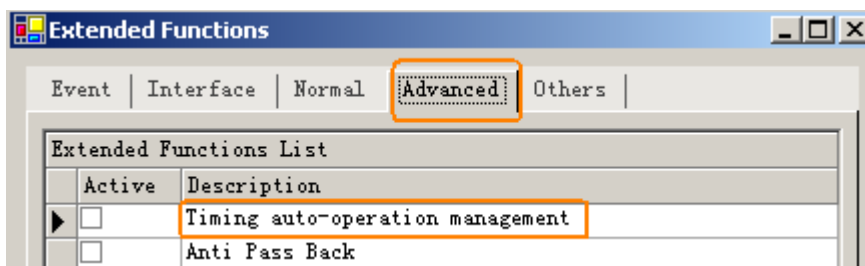 Extended Functions
Event Interface Normal Advanced Others
Extended Functions List
Active Description
Timing auto-operation management
Anti Pass Back